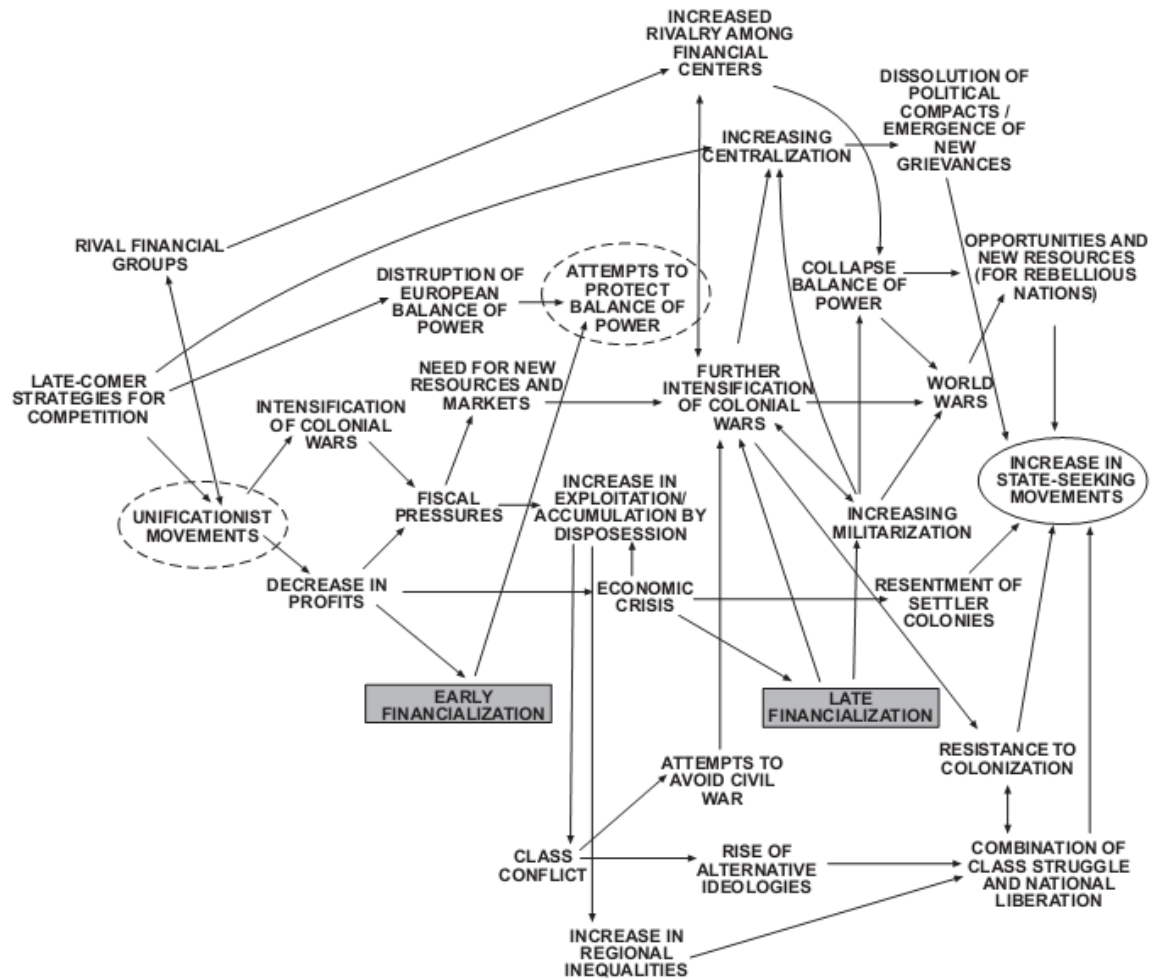 INCREASED
RIVALRY AMONG
FINANCIAL
CENTERS
DISSOLUTION OF
POLITICAL
COMPACTS /
EMERGENCE OF
NEW
GRIEVANCES
INCREASING
CENTRALIZATION
RIVAL FINANCIAL
GROUPS
DISTRUPTION OF
EUROPEAN
BALANCE OF
POWER
ATTEMPTS TO
PROTECT
BALANCE OF
POWER
COLLAPSE
BALANCE OF
POWER
OPPORTUNITIES AND
NEW RESOURCES
(FOR REBELLIOUS
NATIONS)
LATE-COMER
STRATEGIES FOR
COMPETITION
INTENSIFICATION
OF COLONIAL
WARS
NEED FOR NEW
RESOURCES AND
MARKETS
FURTHER
INTENSIFICATION
OF COLONIAL
WARS
WORLD
WARS
UNIFICATIONIST
MOVEMENTS
FISCAL
PRESSURES
INCREASE IN
EXPLOITATION/
ACCUMULATION BY
DISPOSESSION
INCREASING
MILITARIZATION
INCREASE IN
STATE-SEEKING
MOVEMENTS
DECREASE IN
PROFITS
ECONOMIC
CRISIS
RESENTMENT OF
SETTLER
COLONIES
EARLY
FINANCIALIZATION
LATE
FINANCIALIZATION
ATTEMPTS TO
AVOID CIVIL
WAR
RESISTANCE TO
COLONIZATION
CLASS
CONFLICT
RISE OF
ALTERNATIVE
IDEOLOGIES
COMBINATION OF
CLASS STRUGGLE
AND NATIONAL
LIBERATION
INCREASE IN
REGIONAL
INEQUALITIES